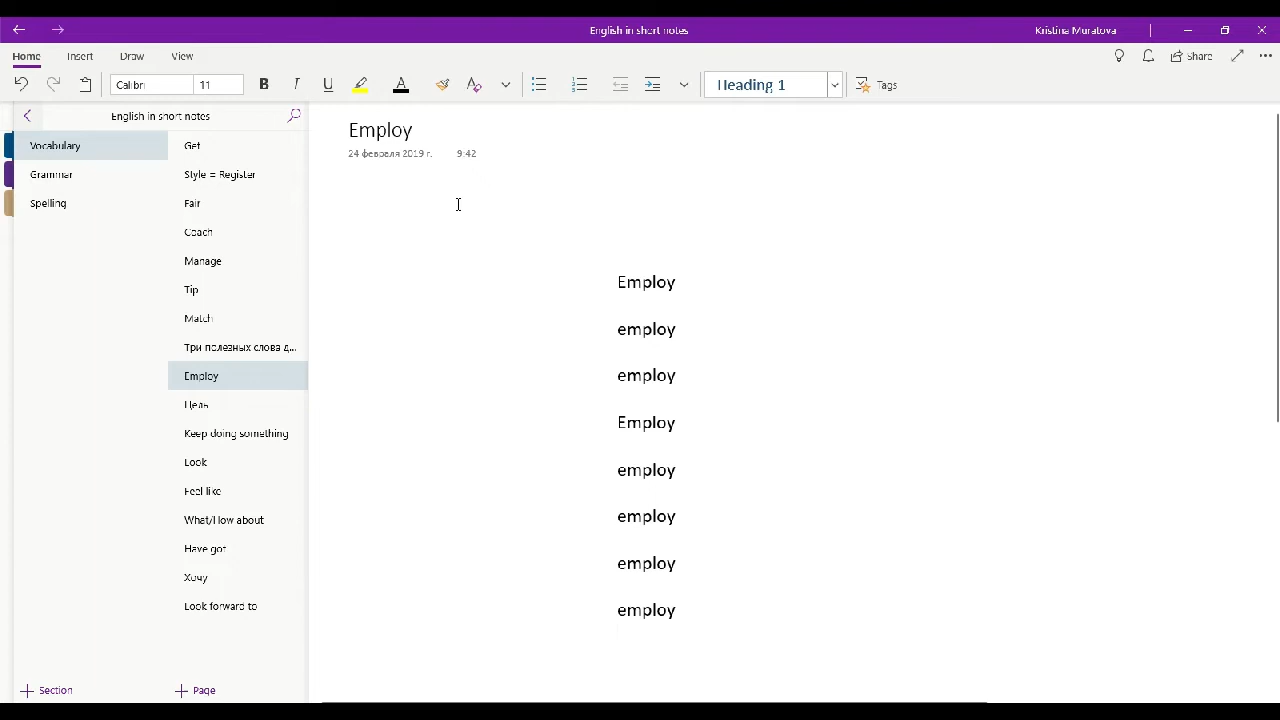 English in short notes
Kristina Muratova
Home Insert Draw View
Share
Calibri 11 B I U A Heading 1 Tags
English in short notes
Vocabulary
Grammar
Spelling
Get
Style = Register
Fair
Coach
Manage
Tip
Match
Три полезных слова д...
Employ
Цель
Keep doing something
Look
Feel like
What/How about
Have got
Хочу
Look forward to
Section
Page
Employ
24 февраля 2019 г. 9:42
Employ
employ
employ
Employ
employ
employ
employ
employ